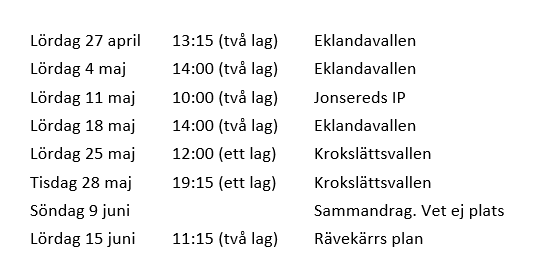 Lördag 27 april 13:15 (två lag) Eklandavallen
Lördag 4 maj 14:00 (två lag) Eklandavallen
Lördag 11 maj 10:00 (två lag) Jonsereds IP
Lördag 18 maj 14:00 (två lag) Eklandavallen
Lördag 25 maj 12:00 (ett lag) Krokslättsvallen
Tisdag 28 maj 19:15 (ett lag) Krokslättsvallen
Söndag 9 juni Sammandrag. Vet ej plats
Lördag 15 juni 11:15 (två lag) Rävekärrs plan